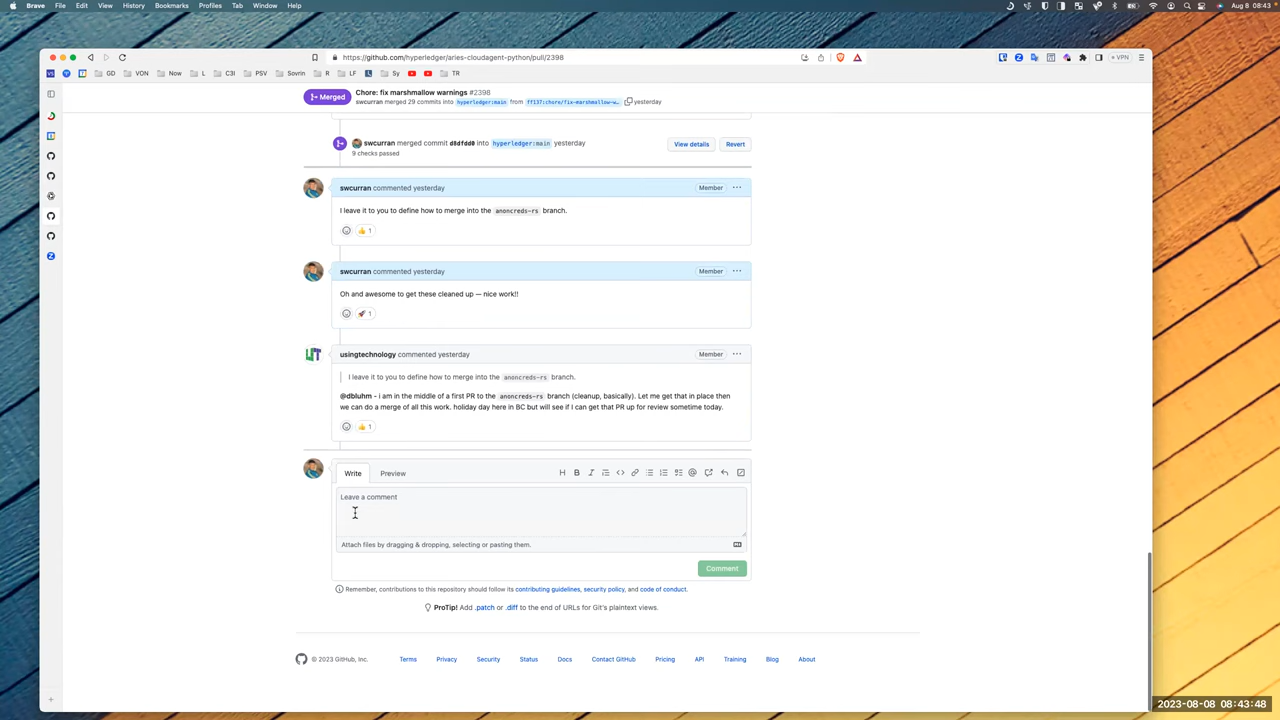 Brave File Edit View History Bookmarks Profiles Tab Window Help Aug 8 08:43
https://github.com/hyperledger/aries-cloudagent-python/pull/2398 VPN
GD VON Now L C3I PSV Sovrin R LF Sy TR
Merged Chore: fix marshmallow warnings #2398
swcurran merged 29 commits into hyperledger:main from ff137:chore/fix-marshmallow-w… yesterday
swcurran merged commit d8dfdd0 into hyperledger:main yesterday View details Revert
9 checks passed
swcurran commented yesterday Member
I leave it to you to define how to merge into the anoncreds-rs branch.
👍 1
swcurran commented yesterday Member
Oh and awesome to get these cleaned up — nice work!!
🚀 1
usingtechnology commented yesterday Member
I leave it to you to define how to merge into the anoncreds-rs branch.
@dbluhm - i am in the middle of a first PR to the anoncreds-rs branch (cleanup, basically). Let me get that in place then
we can do a merge of all this work. holiday day here in BC but will see if I can get that PR up for review sometime today.
👍 1
Write Preview
Leave a comment
Attach files by dragging & dropping, selecting or pasting them.
Comment
Remember, contributions to this repository should follow its contributing guidelines, security policy, and code of conduct.
ProTip! Add .patch or .diff to the end of URLs for Git's plaintext views.
© 2023 GitHub, Inc. Terms Privacy Security Status Docs Contact GitHub Pricing API Training Blog About
2023-08-08 08:43:48